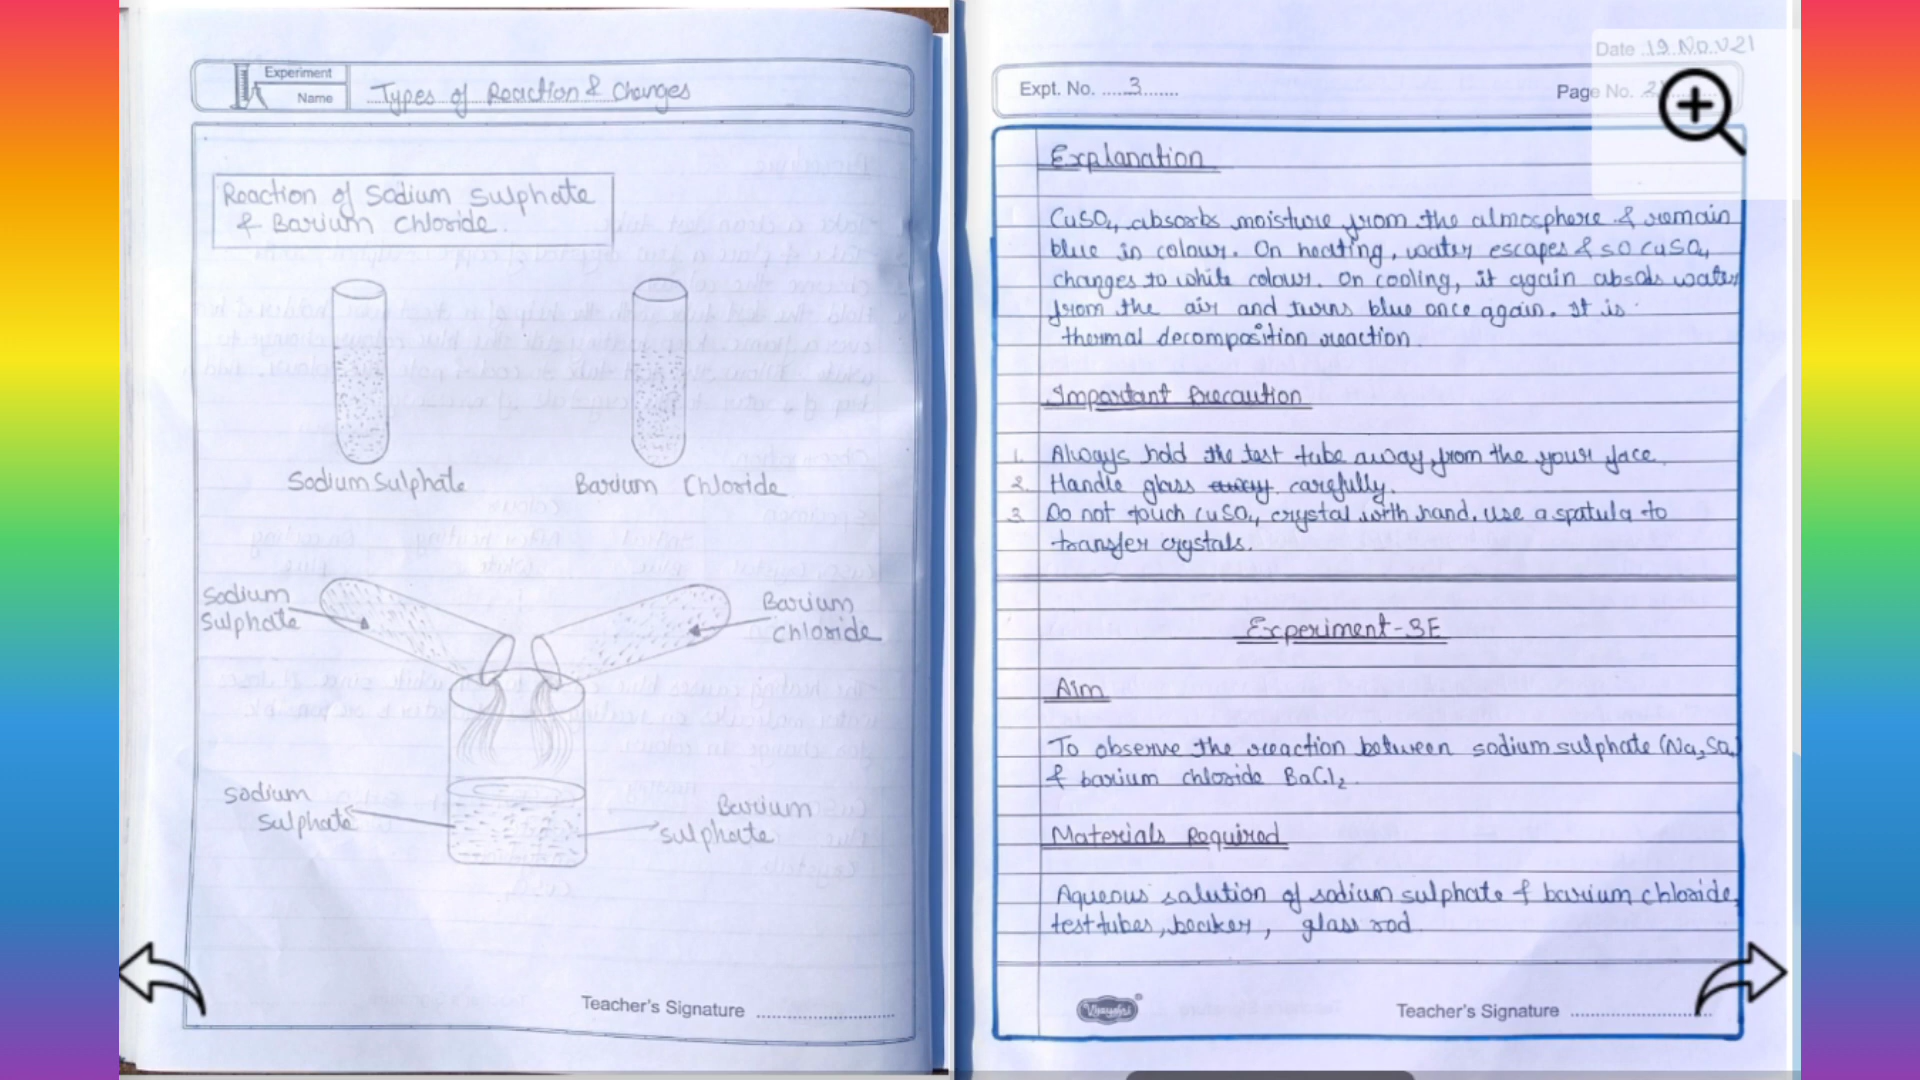 Experiment
Name
Types of Reaction & Changes
Reaction of Sodium Sulphate
& Barium Chloride.
Sodium Sulphate
Barium Chloride
Sodium
Sulphate
Barium
Chloride
Sodium
Sulphate
Barium
sulphate
Teacher's Signature
Date 19 Nov 21
Expt. No. 3
Page No.
Explanation
CuSO4 absorbs moisture from the atmosphere & remain
blue in colour. On heating, water escapes & so CuSO4
changes to white colour. On cooling, it again absobs water
from the air and turns blue once again. It is
thermal decomposition reaction
Important Precaution
1. Always hold the test tube away from the your face
2. Handle glass away carefully.
3. Do not touch CuSO4 crystal with hand. Use a spatula to
transfer crystals.
Experiment-3E
Aim
To observe the reaction between sodium sulphate (Na2So4)
& barium chloride BaCl2.
Materials Required
Aqueous solution of sodium sulphate & barium chloride,
test tubes, beaker, glass rod
Teacher's Signature